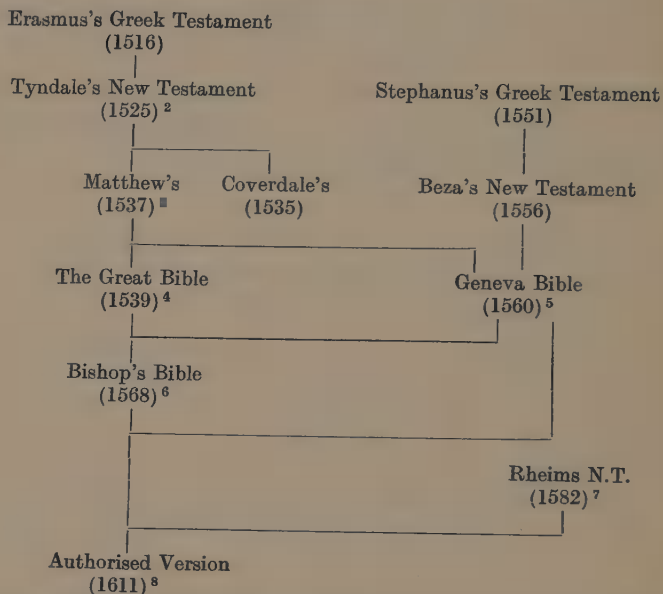 Erasmus's Greek Testament
(1516)
Tyndale's New Testament
(1525) ²
Stephanus's Greek Testament
(1551)
Matthew's
(1537)
Coverdale's
(1535)
Beza's New Testament
(1556)
The Great Bible
(1539) ⁴
Geneva Bible
(1560) ⁵
Bishop's Bible
(1568) ⁶
Rheims N.T.
(1582) ⁷
Authorised Version
(1611) ⁸